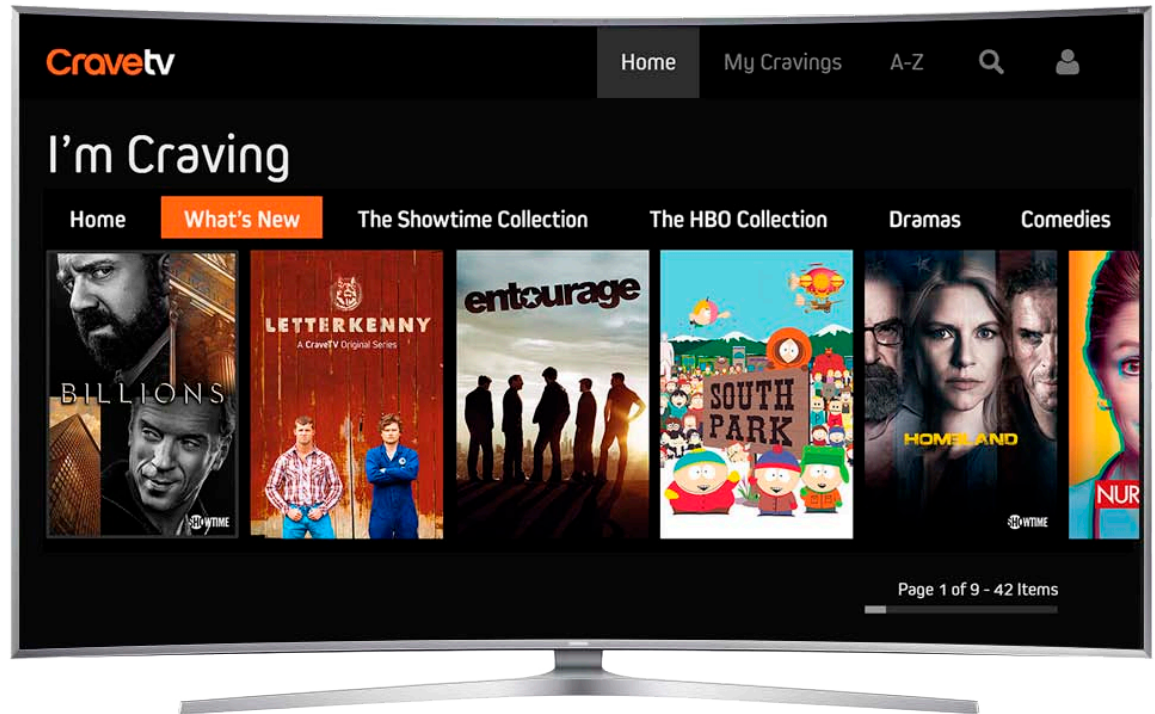 Cravetv
Home
My Cravings
A-Z
I'm Craving
Home
What's New
The Showtime Collection
The HBO Collection
Dramas
Comedies
BILLIONS
SHOWTIME
LETTERKENNY
A CraveTV Original Series
entourage
SOUTH
PARK
HOMELAND
SHOWTIME
NUR
Page 1 of 9 - 42 Items